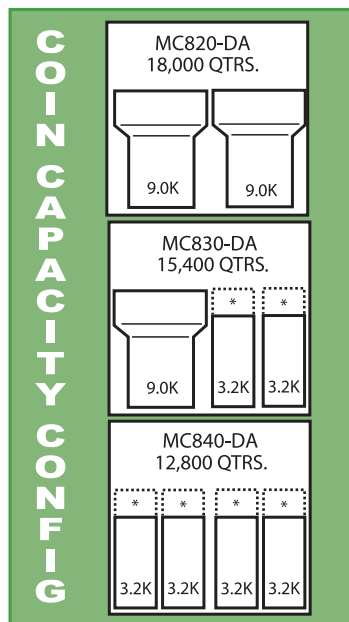 COIN CAPACITY CONFIG
MC820-DA
18,000 QTRS.
9.0K 9.0K
MC830-DA
15,400 QTRS.
* *
9.0K 3.2K 3.2K
MC840-DA
12,800 QTRS.
* * * *
3.2K 3.2K 3.2K 3.2K